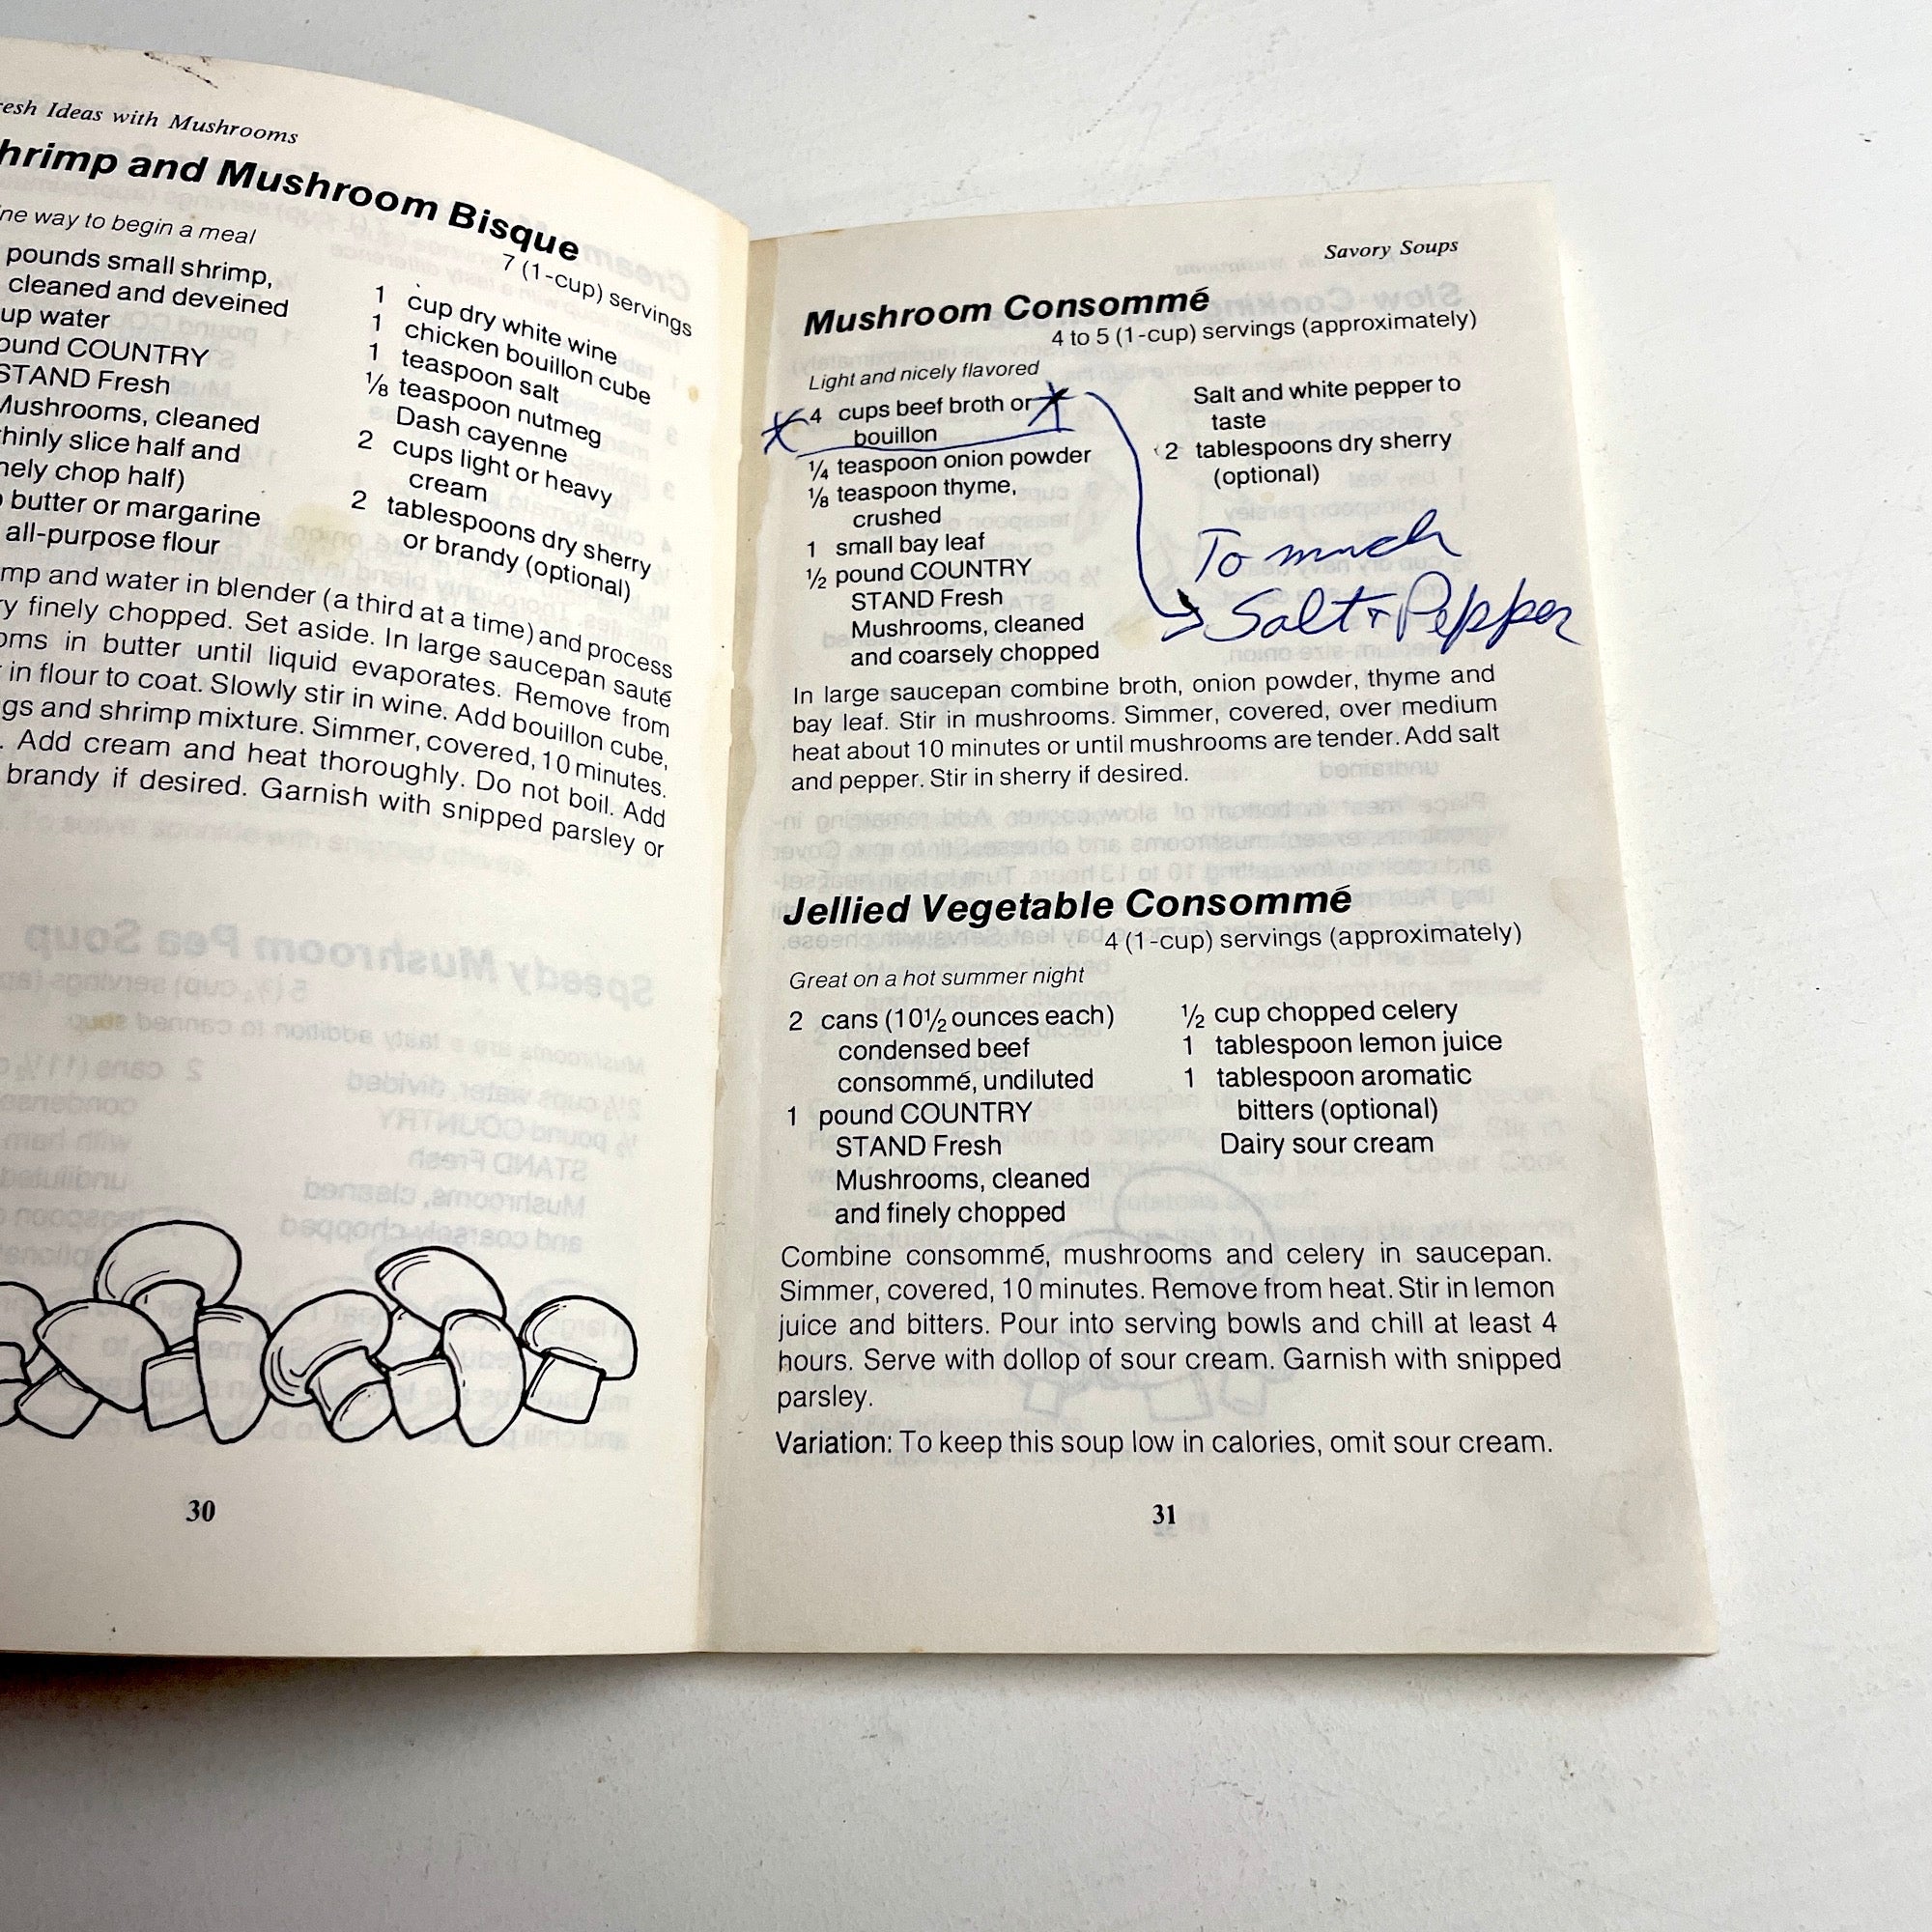 Ideas with Mushrooms
and Mushroom Bisque
way to begin a meal
7 (1-cup) servings
pounds small shrimp,
cleaned and deveined
water
COUNTRY
STAND Fresh
Mushrooms, cleaned
slice half and
chop half)
butter or margarine
all-purpose flour
1 cup dry white wine
1 chicken bouillon cube
1 teaspoon salt
⅛ teaspoon nutmeg
Dash cayenne
2 cups light or heavy
cream
2 tablespoons dry sherry
or brandy (optional)
and water in blender (a third at a time) and process
finely chopped. Set aside. In large saucepan sauté
in butter until liquid evaporates. Remove from
in flour to coat. Slowly stir in wine. Add bouillon cube,
and shrimp mixture. Simmer, covered, 10 minutes.
Add cream and heat thoroughly. Do not boil. Add
brandy if desired. Garnish with snipped parsley or
30
Savory Soups
Mushroom Consommé
4 to 5 (1-cup) servings (approximately)
Light and nicely flavored
4 cups beef broth or
bouillon
¼ teaspoon onion powder
⅛ teaspoon thyme,
crushed
1 small bay leaf
½ pound COUNTRY
STAND Fresh
Mushrooms, cleaned
and coarsely chopped
Salt and white pepper to
taste
2 tablespoons dry sherry
(optional)
To much
Salt & Pepper
In large saucepan combine broth, onion powder, thyme and
bay leaf. Stir in mushrooms. Simmer, covered, over medium
heat about 10 minutes or until mushrooms are tender. Add salt
and pepper. Stir in sherry if desired.
Jellied Vegetable Consommé
4 (1-cup) servings (approximately)
Great on a hot summer night
2 cans (10½ ounces each)
condensed beef
consommé, undiluted
1 pound COUNTRY
STAND Fresh
Mushrooms, cleaned
and finely chopped
½ cup chopped celery
1 tablespoon lemon juice
1 tablespoon aromatic
bitters (optional)
Dairy sour cream
Combine consommé, mushrooms and celery in saucepan.
Simmer, covered, 10 minutes. Remove from heat. Stir in lemon
juice and bitters. Pour into serving bowls and chill at least 4
hours. Serve with dollop of sour cream. Garnish with snipped
parsley.
Variation: To keep this soup low in calories, omit sour cream.
31